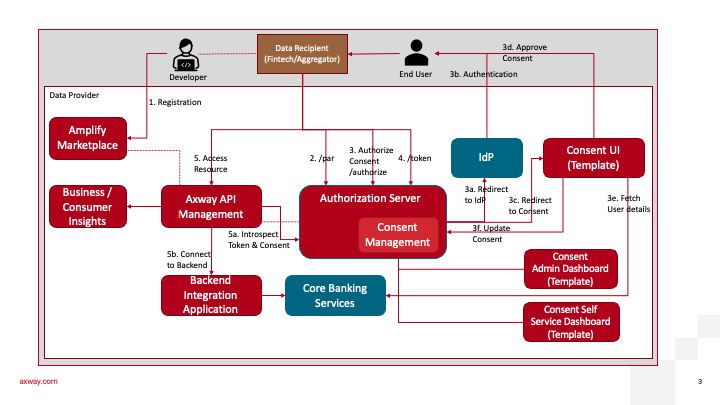 Data Recipient
(Fintech/Aggregator)
3d. Approve
Consent
Developer
End User
3b. Authentication
Data Provider
1. Registration
Amplify
Marketplace
5. Access
Resource
2. /par
3. Authorize
Consent
/authorize
4. /token
IdP
Consent UI
(Template)
Business /
Consumer
Insights
Axway API
Management
Authorization Server
Consent
Management
3a. Redirect
to IdP
3c. Redirect
to Consent
3e. Fetch
User details
5a. Introspect
Token & Consent
3f. Update
Consent
5b. Connect
to Backend
Backend
Integration
Application
Core Banking
Services
Consent
Admin Dashboard
(Template)
Consent Self
Service Dashboard
(Template)
axway.com
3